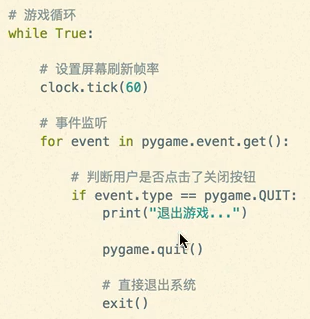 # 游戏循环
while True:
# 设置屏幕刷新帧率
clock.tick(60)
# 事件监听
for event in pygame.event.get():
# 判断用户是否点击了关闭按钮
if event.type == pygame.QUIT:
print("退出游戏...")
pygame.quit()
# 直接退出系统
exit()